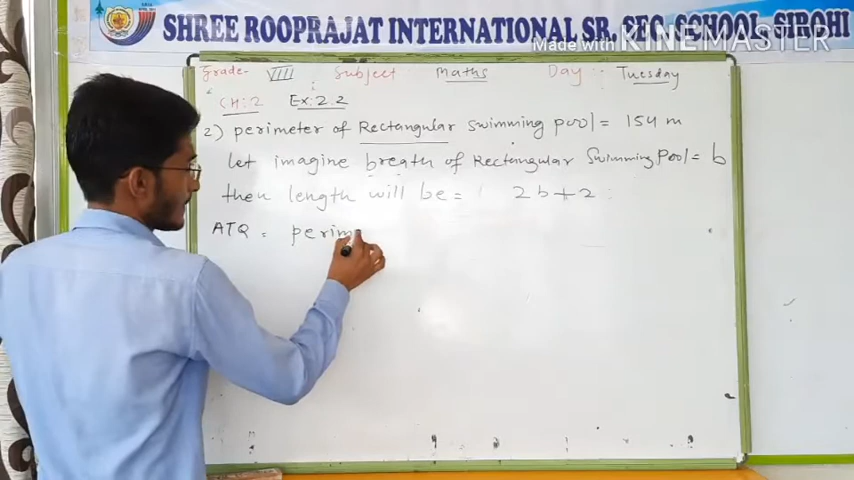 SHREE ROOPRAJAT INTERNATIONAL SR. SEC. SCHOOL, SIROHI
Made with KINEMASTER
Grade- VIII Subject Maths Day : Tuesday
CH: 2 Ex: 2.2
2) perimeter of Rectangular swimming pool = 154 m
let imagine breath of Rectangular Swimming pool = b
then length will be = 2b+2
ATQ = perim